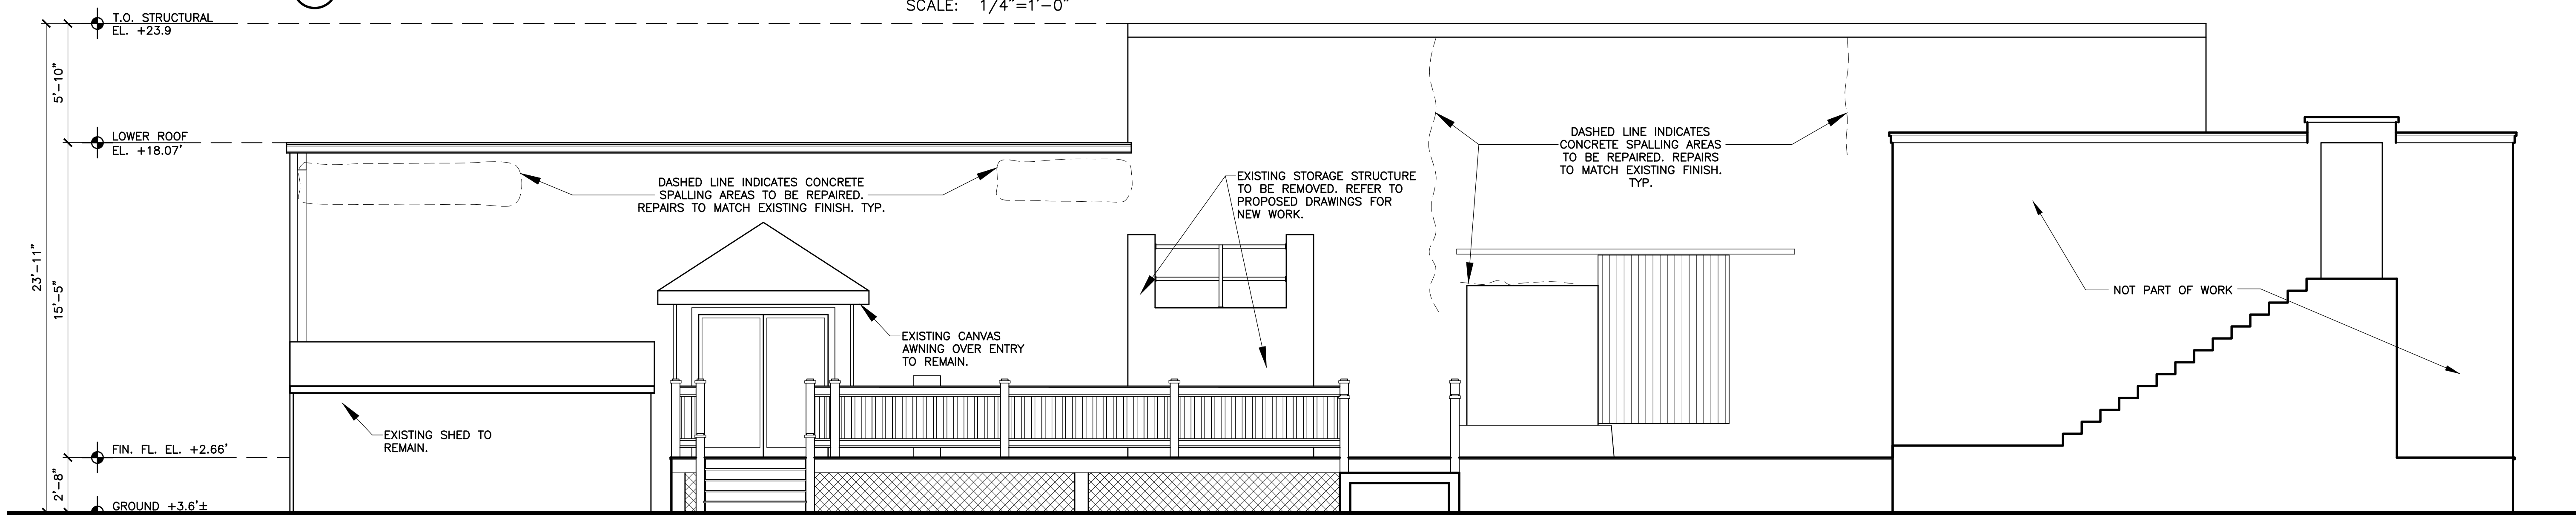 SCALE: 1/4"=1'-0"
T.O. STRUCTURAL
EL. +23.9
5'-10"
LOWER ROOF
EL. +18.07'
23'-11"
15'-5"
FIN. FL. EL. +2.66'
2'-8"
GROUND +3.6'±
DASHED LINE INDICATES CONCRETE
SPALLING AREAS TO BE REPAIRED.
REPAIRS TO MATCH EXISTING FINISH. TYP.
EXISTING STORAGE STRUCTURE
TO BE REMOVED. REFER TO
PROPOSED DRAWINGS FOR
NEW WORK.
DASHED LINE INDICATES
CONCRETE SPALLING AREAS
TO BE REPAIRED. REPAIRS
TO MATCH EXISTING FINISH.
TYP.
NOT PART OF WORK
EXISTING CANVAS
AWNING OVER ENTRY
TO REMAIN.
EXISTING SHED TO
REMAIN.